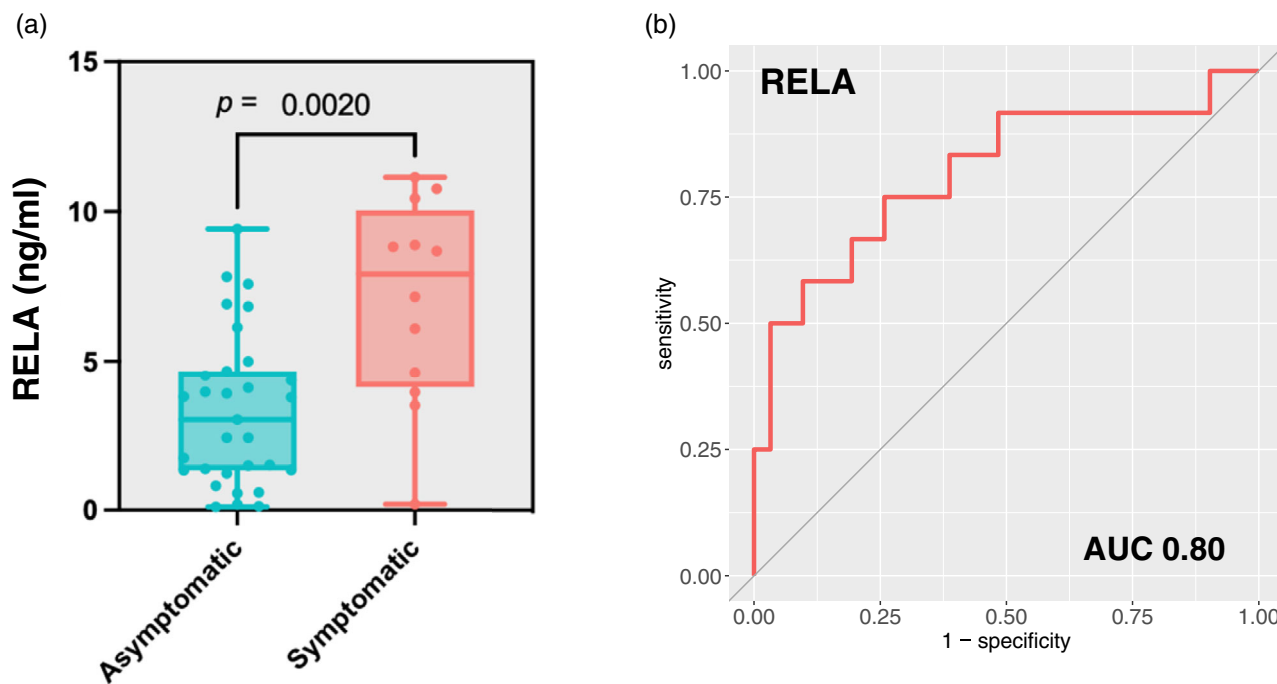 (a)
15
10
5
0
RELA (ng/ml)
p = 0.0020
Asymptomatic
Symptomatic
(b)
RELA
1.00
0.75
0.50
0.25
0.00
sensitivity
AUC 0.80
0.00 0.25 0.50 0.75 1.00
1 − specificity